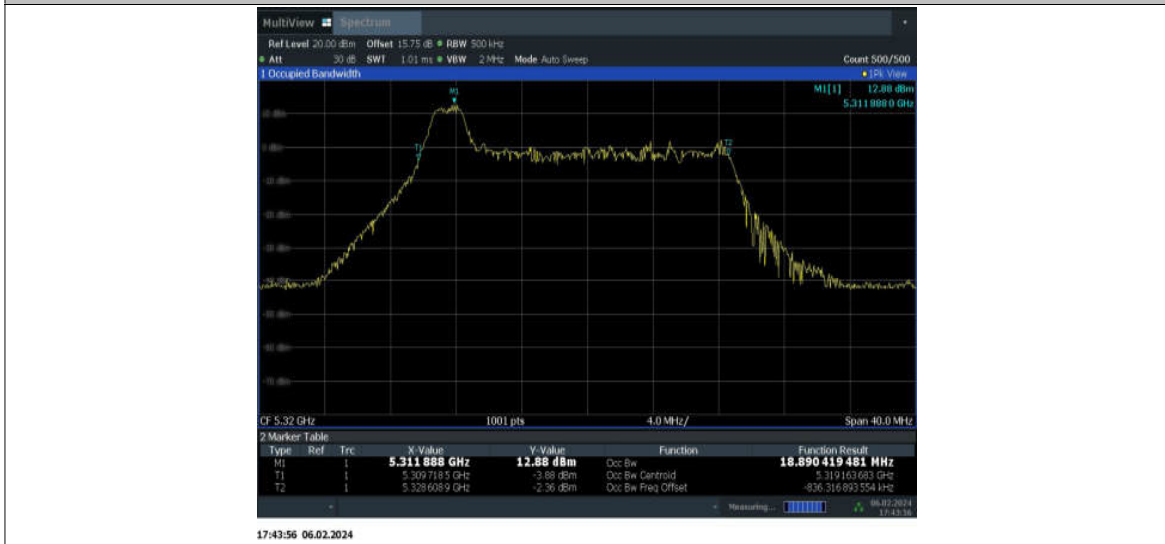 MultiView Spectrum
Ref Level 20.00 dBm Offset 15.75 dB RBW 500 kHz
Att 30 dB SWT 1.01 ms VBW 2 MHz Mode Auto Sweep Count 500/500
1 Occupied Bandwidth 1Pk View
M1[1] 12.88 dBm
5.311 888 0 GHz
M1
T1
T2
CF 5.32 GHz 1001 pts 4.0 MHz/ Span 40.0 MHz
2 Marker Table
Type Ref Trc X-Value Y-Value Function Function Result
M1 1 5.311 888 GHz 12.88 dBm Occ Bw 18.890 419 481 MHz
T1 1 5.309 718 5 GHz -3.88 dBm Occ Bw Centroid 5.319 163 683 GHz
T2 1 5.328 608 9 GHz -2.36 dBm Occ Bw Freq Offset -836.316 893 554 kHz
Measuring... 06.02.2024
17:43:56 06.02.2024